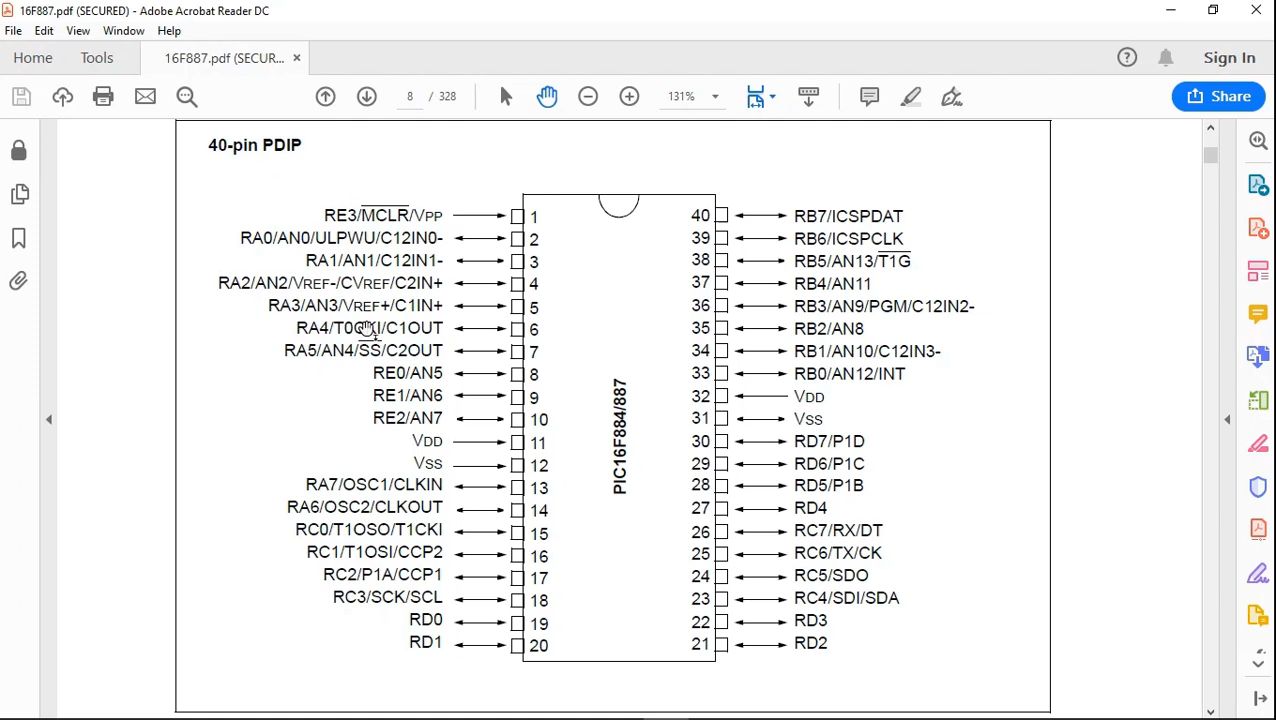 16F887.pdf (SECURED) - Adobe Acrobat Reader DC
File Edit View Window Help
Home Tools 16F887.pdf (SECUR... × Sign In
8 / 328 131% Share
40-pin PDIP
RE3/MCLR/VPP 1 40 RB7/ICSPDAT
RA0/AN0/ULPWU/C12IN0- 2 39 RB6/ICSPCLK
RA1/AN1/C12IN1- 3 38 RB5/AN13/T1G
RA2/AN2/VREF-/CVREF/C2IN+ 4 37 RB4/AN11
RA3/AN3/VREF+/C1IN+ 5 36 RB3/AN9/PGM/C12IN2-
RA4/T0CKI/C1OUT 6 35 RB2/AN8
RA5/AN4/SS/C2OUT 7 34 RB1/AN10/C12IN3-
RE0/AN5 8 33 RB0/AN12/INT
RE1/AN6 9 32 VDD
RE2/AN7 10 31 VSS
VDD 11 30 RD7/P1D
VSS 12 29 RD6/P1C
RA7/OSC1/CLKIN 13 28 RD5/P1B
RA6/OSC2/CLKOUT 14 27 RD4
RC0/T1OSO/T1CKI 15 26 RC7/RX/DT
RC1/T1OSI/CCP2 16 25 RC6/TX/CK
RC2/P1A/CCP1 17 24 RC5/SDO
RC3/SCK/SCL 18 23 RC4/SDI/SDA
RD0 19 22 RD3
RD1 20 21 RD2
PIC16F884/887